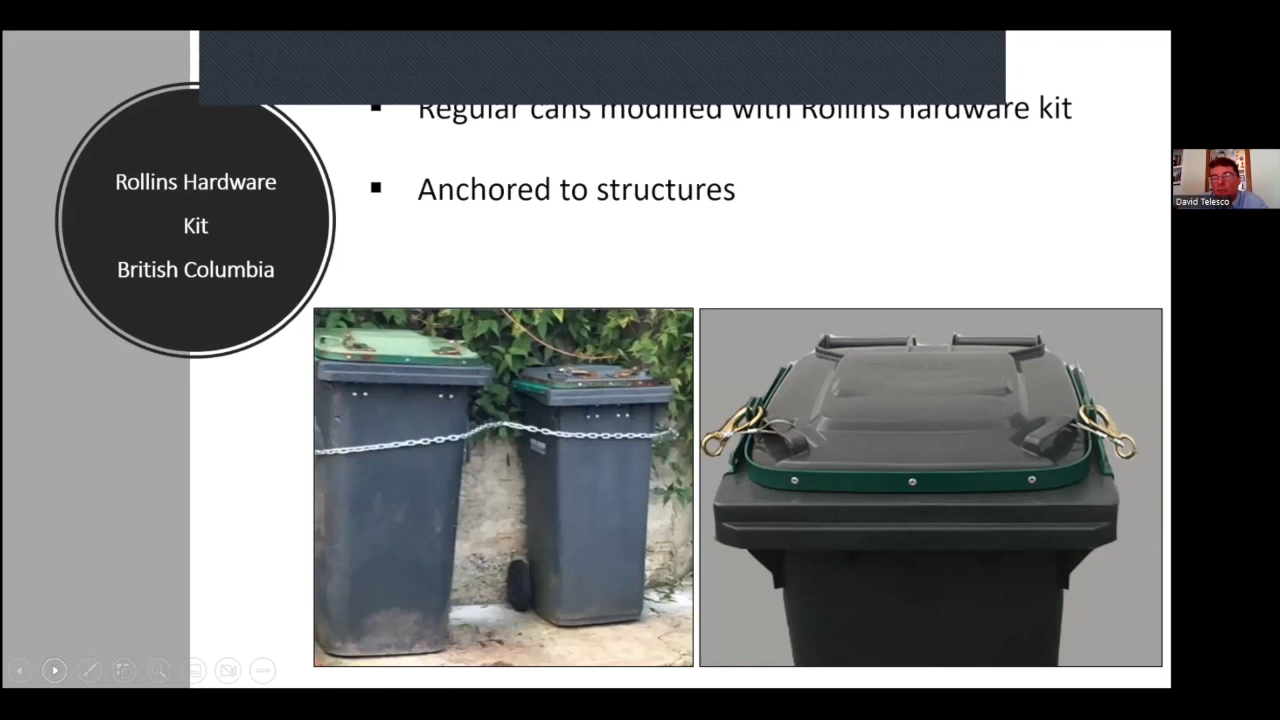 Rollins Hardware
Kit
British Columbia
Regular cans modified with Rollins hardware kit
Anchored to structures
David Telesco